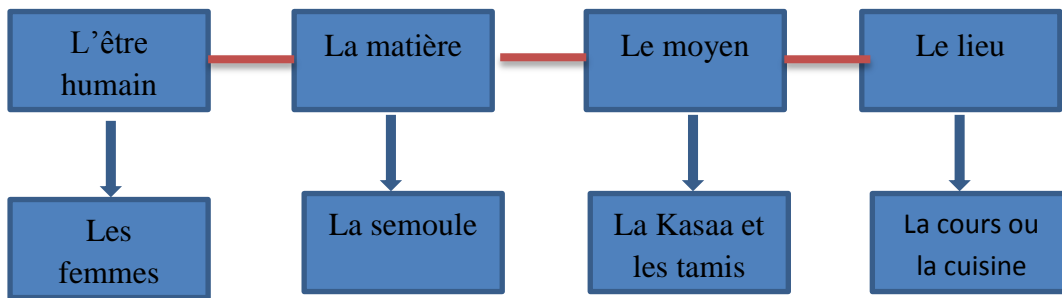 L’être
humain
La matière
Le moyen
Le lieu
Les
femmes
La semoule
La Kasaa et
les tamis
La cours ou
la cuisine